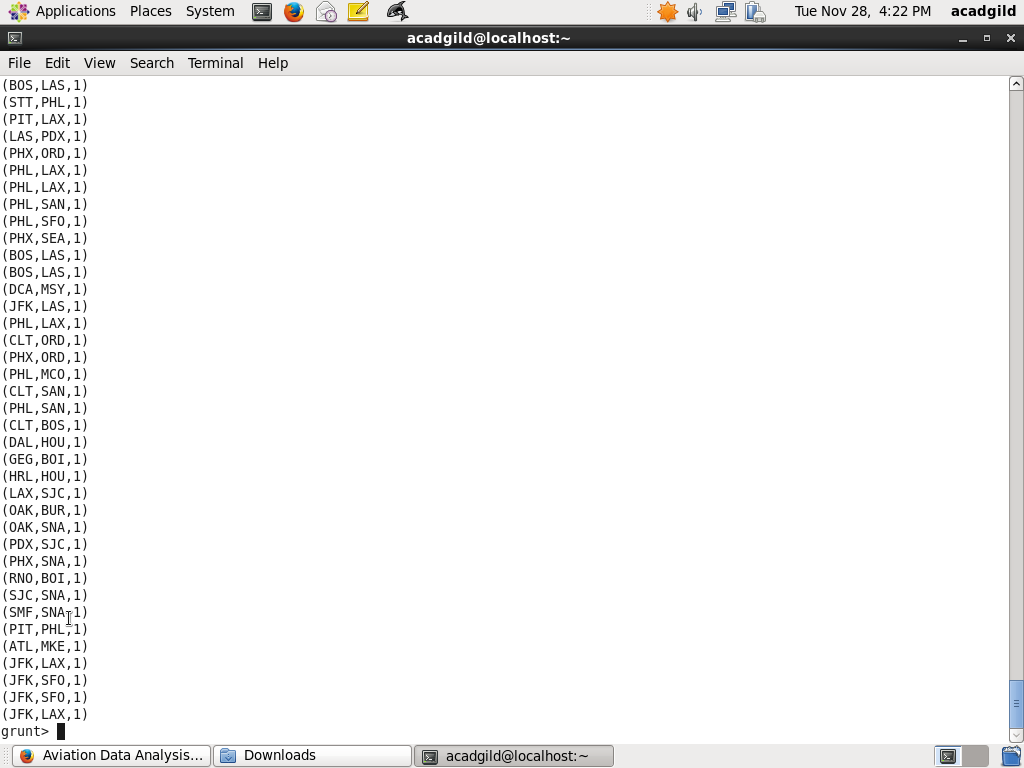 Applications Places System Tue Nov 28, 4:22 PM acadgild
acadgild@localhost:~
File Edit View Search Terminal Help
(BOS,LAS,1)
(STT,PHL,1)
(PIT,LAX,1)
(LAS,PDX,1)
(PHX,ORD,1)
(PHL,LAX,1)
(PHL,LAX,1)
(PHL,SAN,1)
(PHL,SFO,1)
(PHX,SEA,1)
(BOS,LAS,1)
(BOS,LAS,1)
(DCA,MSY,1)
(JFK,LAS,1)
(PHL,LAX,1)
(CLT,ORD,1)
(PHX,ORD,1)
(PHL,MCO,1)
(CLT,SAN,1)
(PHL,SAN,1)
(CLT,BOS,1)
(DAL,HOU,1)
(GEG,BOI,1)
(HRL,HOU,1)
(LAX,SJC,1)
(OAK,BUR,1)
(OAK,SNA,1)
(PDX,SJC,1)
(PHX,SNA,1)
(RNO,BOI,1)
(SJC,SNA,1)
(SMF,SNA,1)
(PIT,PHL,1)
(ATL,MKE,1)
(JFK,LAX,1)
(JFK,SFO,1)
(JFK,SFO,1)
(JFK,LAX,1)
grunt>
Aviation Data Analysis... Downloads acadgild@localhost:~